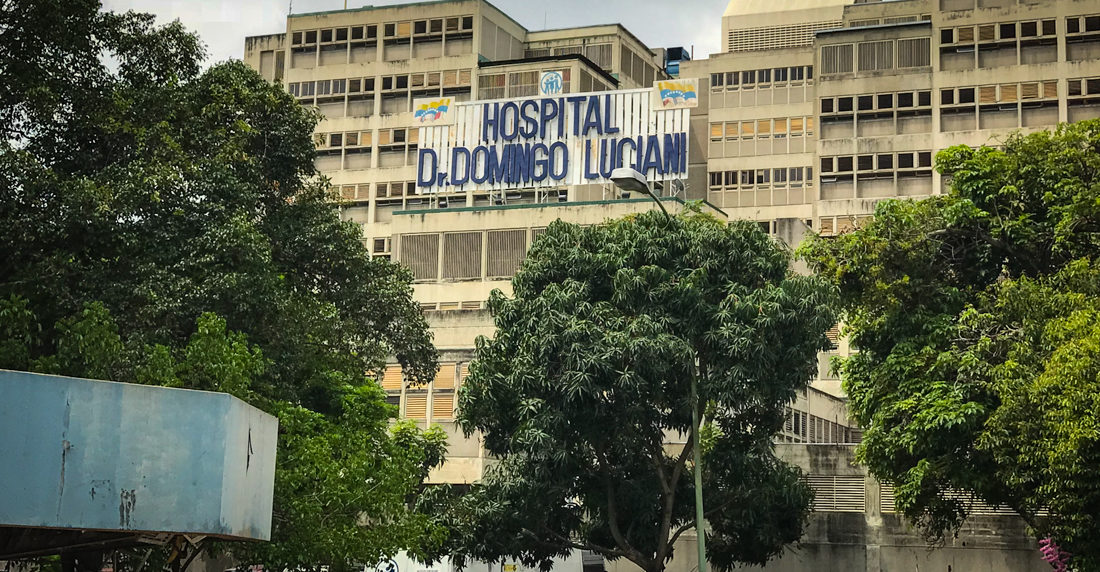 HOSPITAL
Dr. DOMINGO LUCIANI